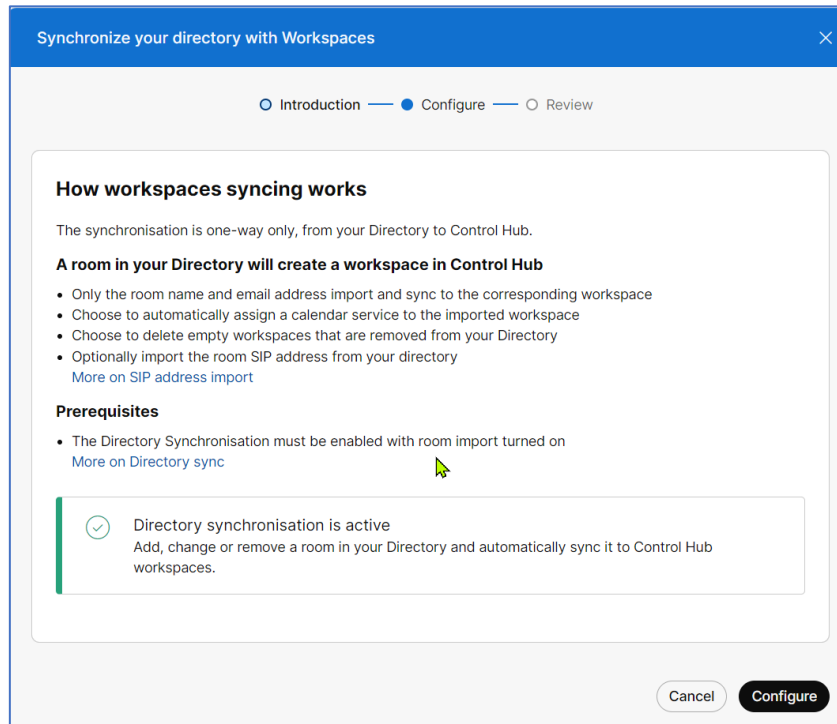 Synchronize your directory with Workspaces
Introduction
Configure
Review
How workspaces syncing works
The synchronisation is one-way only, from your Directory to Control Hub.
A room in your Directory will create a workspace in Control Hub
• Only the room name and email address import and sync to the corresponding workspace
• Choose to automatically assign a calendar service to the imported workspace
• Choose to delete empty workspaces that are removed from your Directory
• Optionally import the room SIP address from your directory
More on SIP address import
Prerequisites
• The Directory Synchronisation must be enabled with room import turned on
More on Directory sync
Directory synchronisation is active
Add, change or remove a room in your Directory and automatically sync it to Control Hub
workspaces.
Cancel
Configure